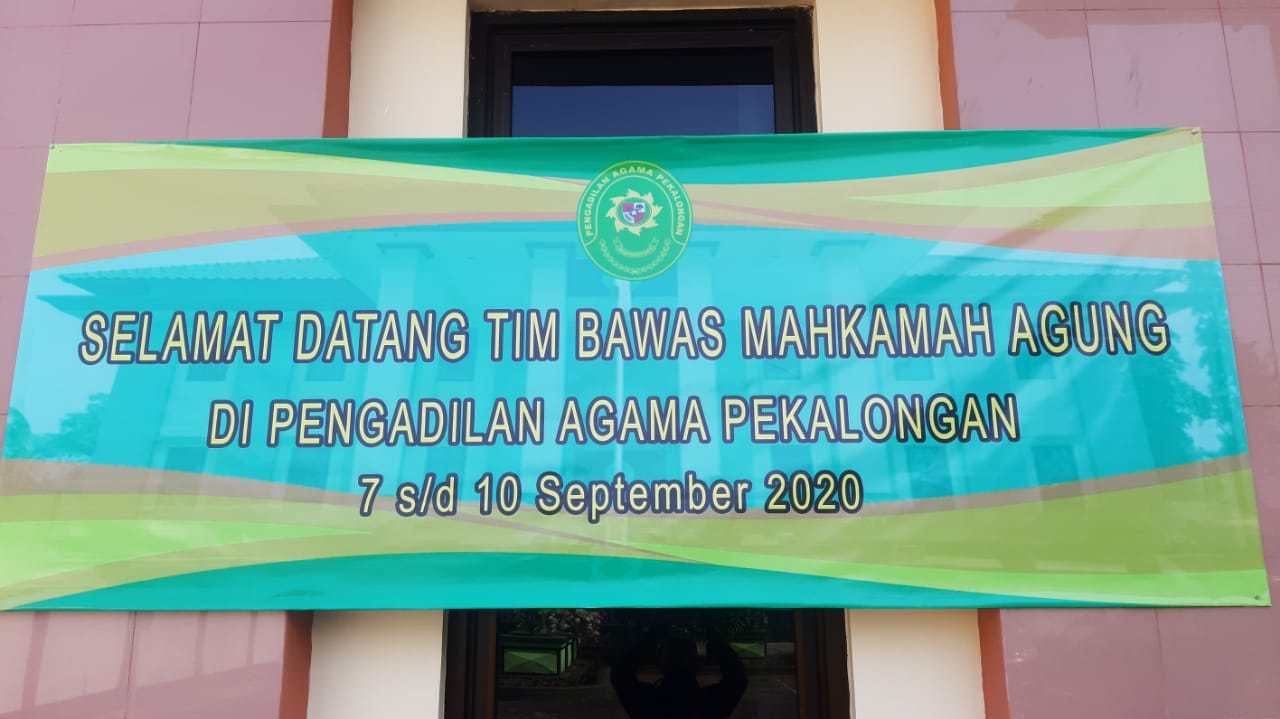 PENGADILAN AGAMA PEKALONGAN
SELAMAT DATANG TIM BAWAS MAHKAMAH AGUNG
DI PENGADILAN AGAMA PEKALONGAN
7 s/d 10 September 2020